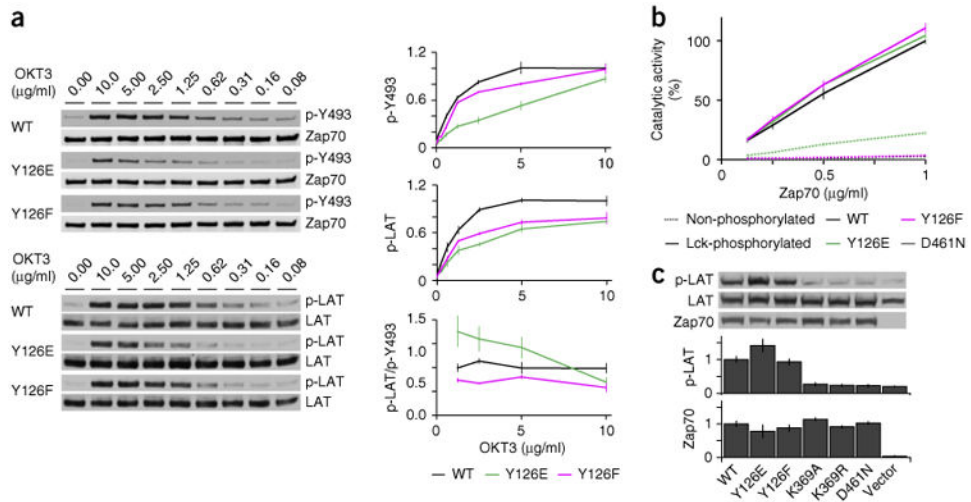 a
OKT3
(μg/ml)
0.00 10.0 5.00 2.50 1.25 0.62 0.31 0.16 0.08
WT
p-Y493
Zap70
Y126E
p-Y493
Zap70
Y126F
p-Y493
Zap70
OKT3
(μg/ml)
0.00 10.0 5.00 2.50 1.25 0.62 0.31 0.16 0.08
WT
p-LAT
LAT
Y126E
p-LAT
LAT
Y126F
p-LAT
LAT
p-Y493
1.2
0.6
0
0 5 10
p-LAT
1.2
0.6
0
0 5 10
p-LAT/p-Y493
1.5
1.0
0.5
0
0 5 10
OKT3 (μg/ml)
WT Y126E Y126F
b
Catalytic activity
(%)
100
50
0
0 0.5 1
Zap70 (μg/ml)
Non-phosphorylated WT Y126F
Lck-phosphorylated Y126E D461N
c
p-LAT
LAT
Zap70
p-LAT
1
0
Zap70
1
0
WT Y126E Y126F K369A K369R D461N Vector